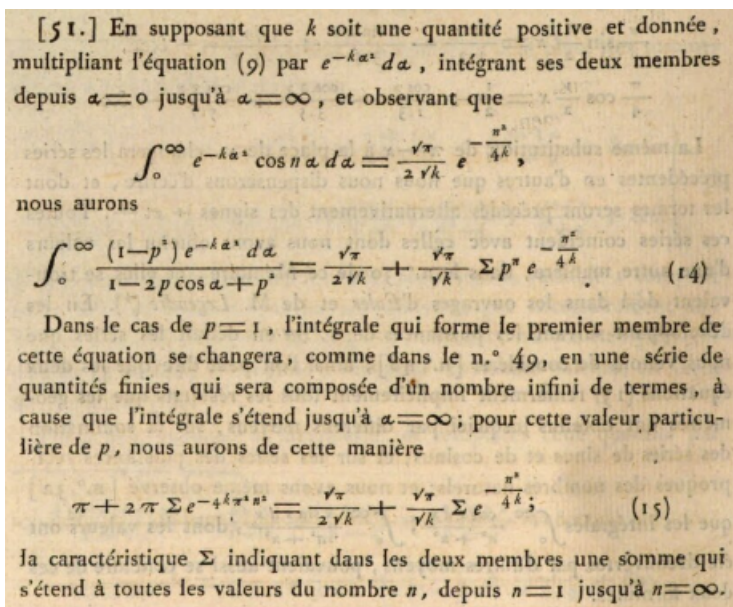 [51.] En supposant que k soit une quantité positive et donnée,
multipliant l'équation (9) par e^{-kα²} dα, intégrant ses deux membres
depuis α=0 jusqu'à α=∞, et observant que
∫₀^∞ e^{-kα²} cos nα dα = √π / 2√k e^{-n²/4k},
nous aurons
∫₀^∞ (1-p²) e^{-kα²} dα / 1-2p cos α+p² = √π / 2√k + √π / √k Σ pⁿ e^{-n²/4k}. (14)
Dans le cas de p=1, l'intégrale qui forme le premier membre de
cette équation se changera, comme dans le n.° 49, en une série de
quantités finies, qui sera composée d'un nombre infini de termes, à
cause que l'intégrale s'étend jusqu'à α=∞; pour cette valeur particu-
lière de p, nous aurons de cette manière
π + 2π Σ e^{-4kπ²n²} = √π / 2√k + √π / √k Σ e^{-n²/4k}. (15)
la caractéristique Σ indiquant dans les deux membres une somme qui
s'étend à toutes les valeurs du nombre n, depuis n=1 jusqu'à n=∞.